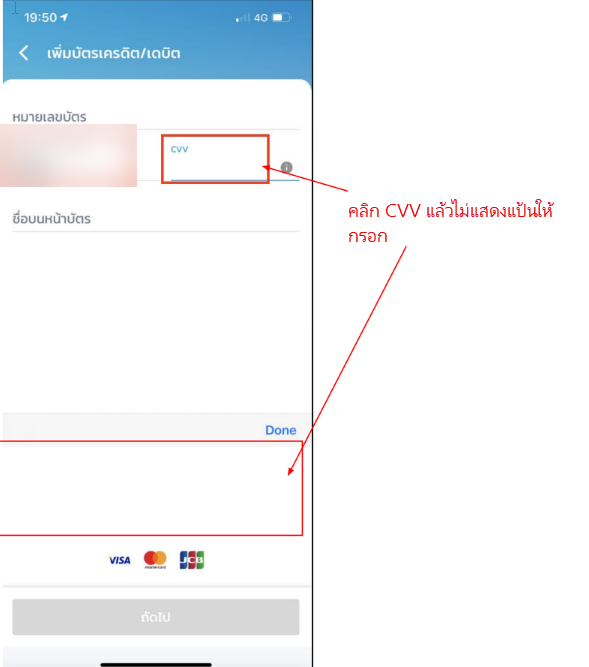 19:50
4G
เพิ่มบัตรเครดิต/เดบิต
หมายเลขบัตร
CVV
ชื่อบนหน้าบัตร
คลิก CVV แล้วไม่แสดงแป้นให้
กรอก
Done
VISA
JCB
ถัดไป